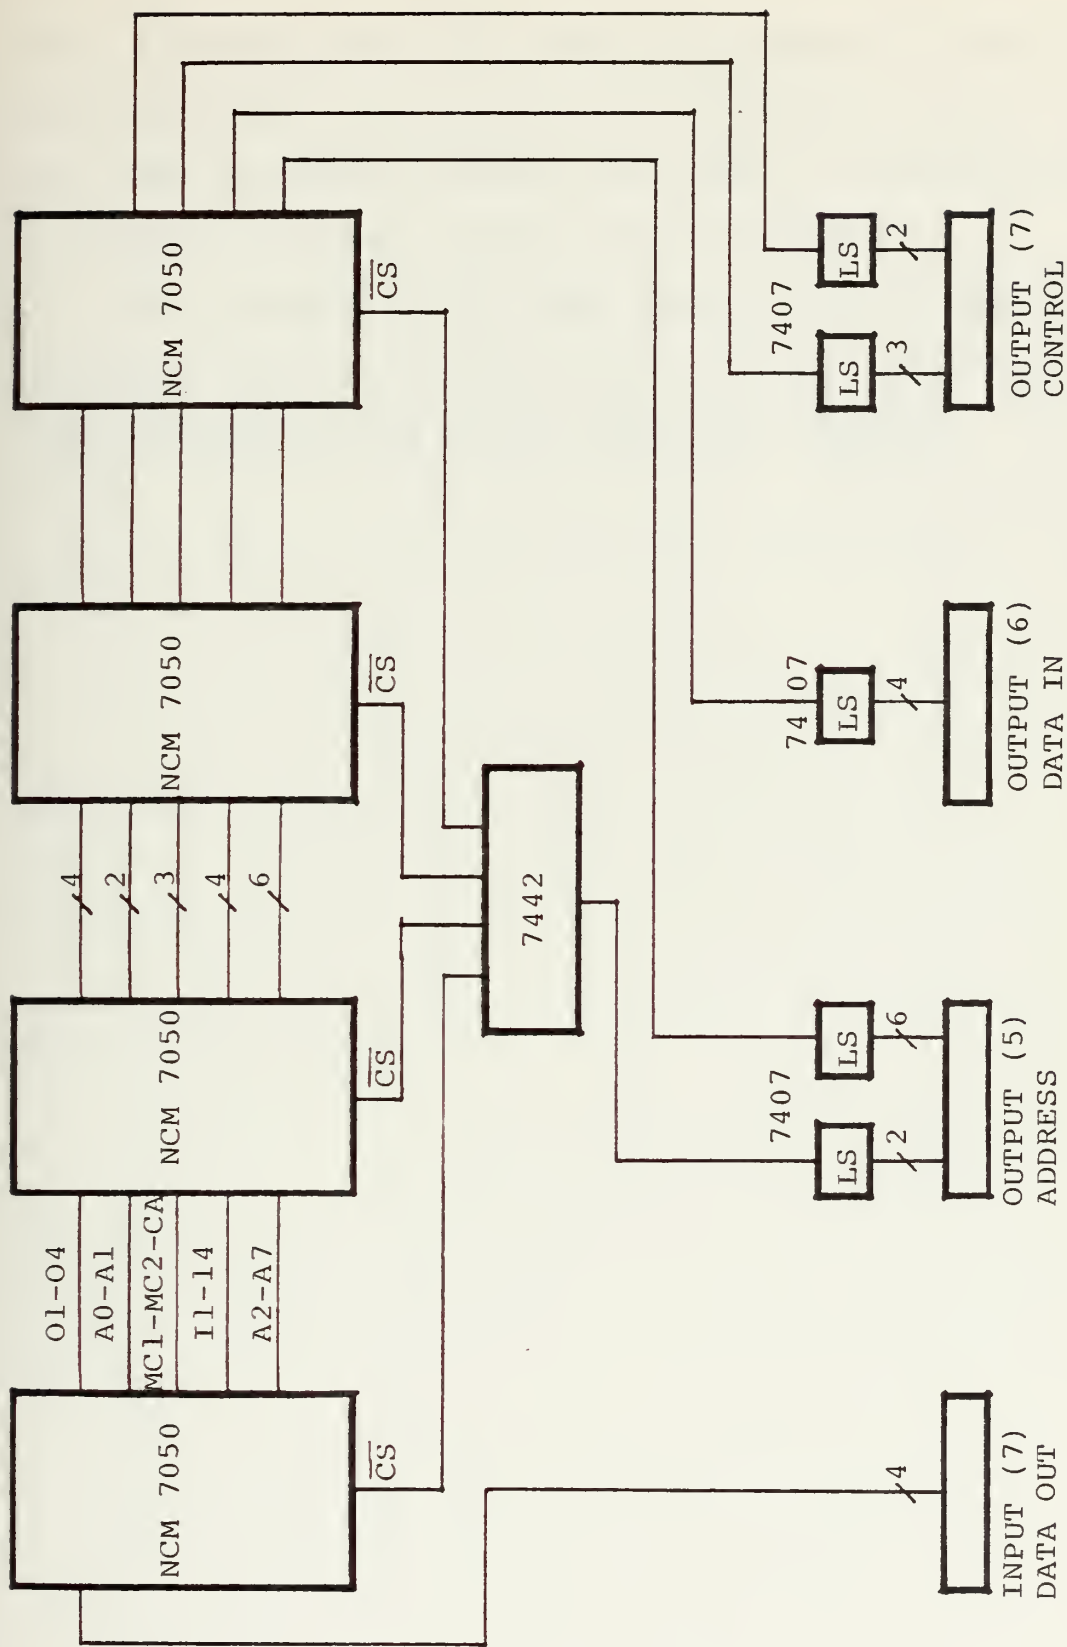 O1-O4
4
A0-A1
2
MC1-MC2-CA
3
NCM 7050
NCM 7050
NCM 7050
NCM 7050
I1-I4
4
A2-A7
6
CS
CS
CS
CS
7442
7407
74 07
7407
LS
LS
LS
LS
LS
4
2
6
4
3
2
INPUT (7)
DATA OUT
OUTPUT (5)
ADDRESS
OUTPUT (6)
DATA IN
OUTPUT (7)
CONTROL